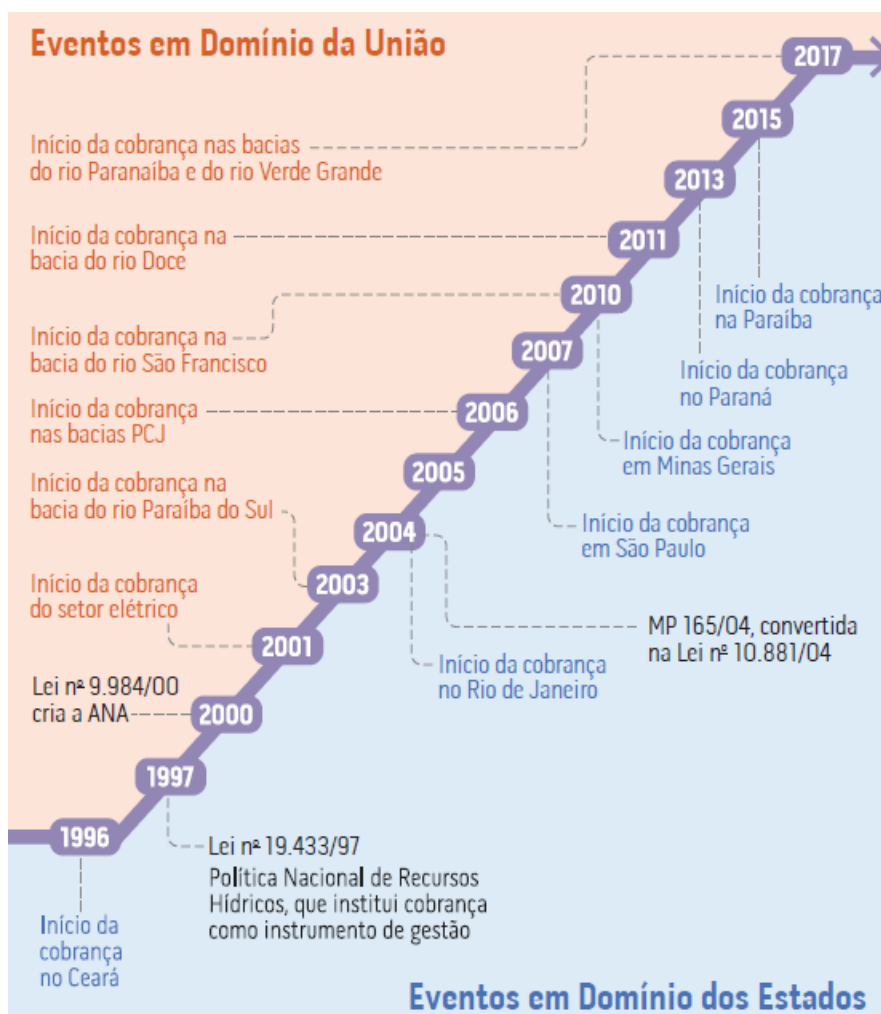 Eventos em Domínio da União
2017
2015
Início da cobrança nas bacias
do rio Paranaíba e do rio Verde Grande
2013
Início da cobrança na
bacia do rio Doce
2011
2010
Início da cobrança
na Paraíba
Início da cobrança na
bacia do rio São Francisco
2007
Início da cobrança
no Paraná
Início da cobrança
nas bacias PCJ
2006
Início da cobrança
em Minas Gerais
2005
Início da cobrança na
bacia do rio Paraíba do Sul
2004
Início da cobrança
em São Paulo
2003
Início da cobrança
do setor elétrico
MP 165/04, convertida
na Lei nº 10.881/04
2001
Início da cobrança
no Rio de Janeiro
Lei nº 9.984/00
cria a ANA
2000
1997
1996
Lei nº 19.433/97
Política Nacional de Recursos
Hídricos, que institui cobrança
como instrumento de gestão
Início da
cobrança
no Ceará
Eventos em Domínio dos Estados